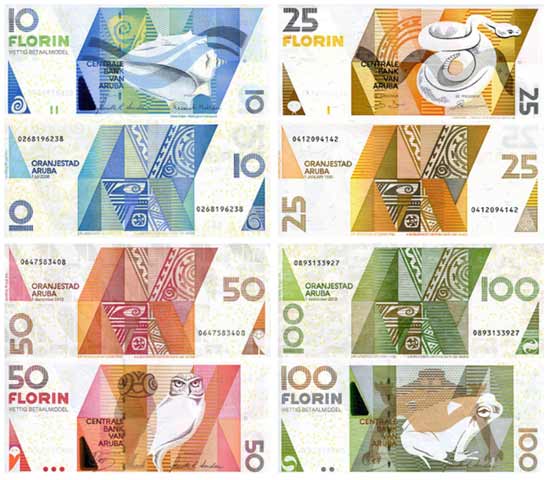 10
FLORIN
WETTIG BETAALMIDDEL
CENTRALE
BANK
VAN
ARUBA
10
25
FLORIN
WETTIG BETAALMIDDEL
CENTRALE
BANK
VAN
ARUBA
25
0268196238
ORANJESTAD
ARUBA
10
10
0268196238
0412094142
ORANJESTAD
ARUBA
25
25
0412094142
0647583408
ORANJESTAD
ARUBA
50
50
0647583408
0893133927
ORANJESTAD
ARUBA
100
100
0893133927
50
FLORIN
WETTIG BETAALMIDDEL
CENTRALE
BANK
VAN
ARUBA
50
100
FLORIN
WETTIG BETAALMIDDEL
CENTRALE
BANK
VAN
ARUBA
100